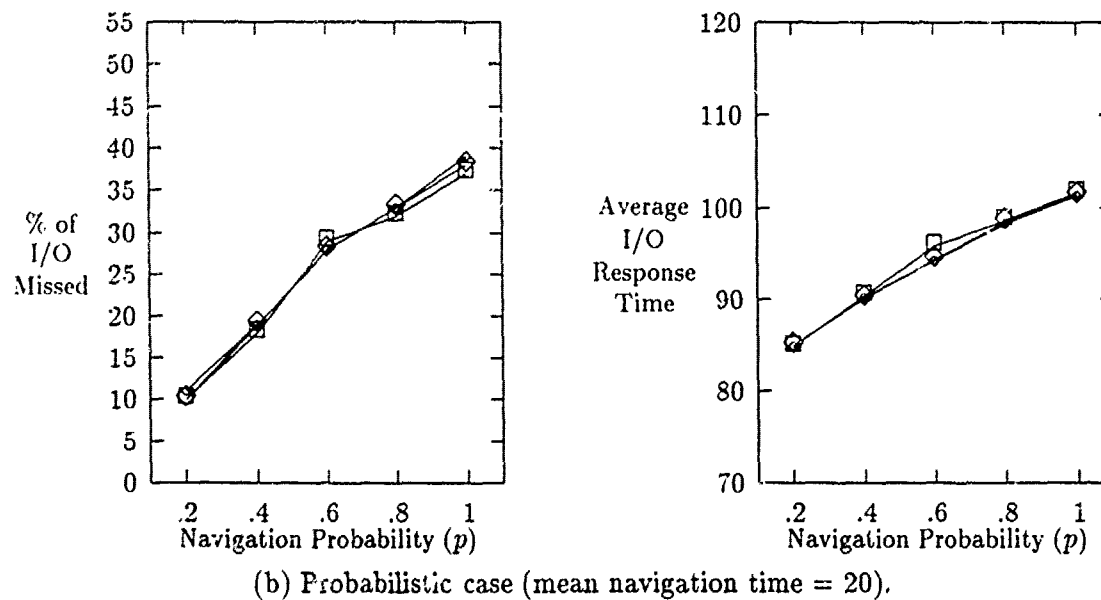 55
50
45
40
35
30
25
20
15
10
5
0
% of
I/O
Missed
.2 .4 .6 .8 1
Navigation Probability (p)
120
110
100
90
80
70
Average
I/O
Response
Time
.2 .4 .6 .8 1
Navigation Probability (p)
(b) Probabilistic case (mean navigation time = 20).